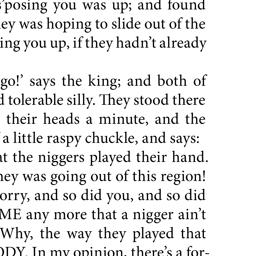 s'posing you was up; and found
ey was hoping to slide out of the
ing you up, if they hadn't already
go!' says the king; and both of
d tolerable silly. They stood there
their heads a minute, and the
a little raspy chuckle, and says:
at the niggers played their hand.
hey was going out of this region!
orry, and so did you, and so did
ME any more that a nigger ain't
Why, the way they played that
ODY. In my opinion, there's a for-